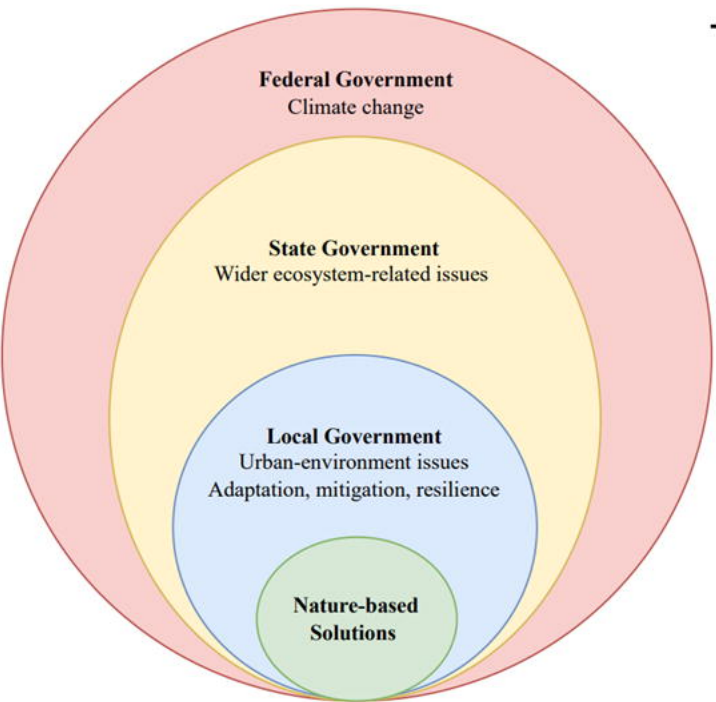 Federal Government
Climate change
State Government
Wider ecosystem-related issues
Local Government
Urban-environment issues
Adaptation, mitigation, resilience
Nature-based
Solutions